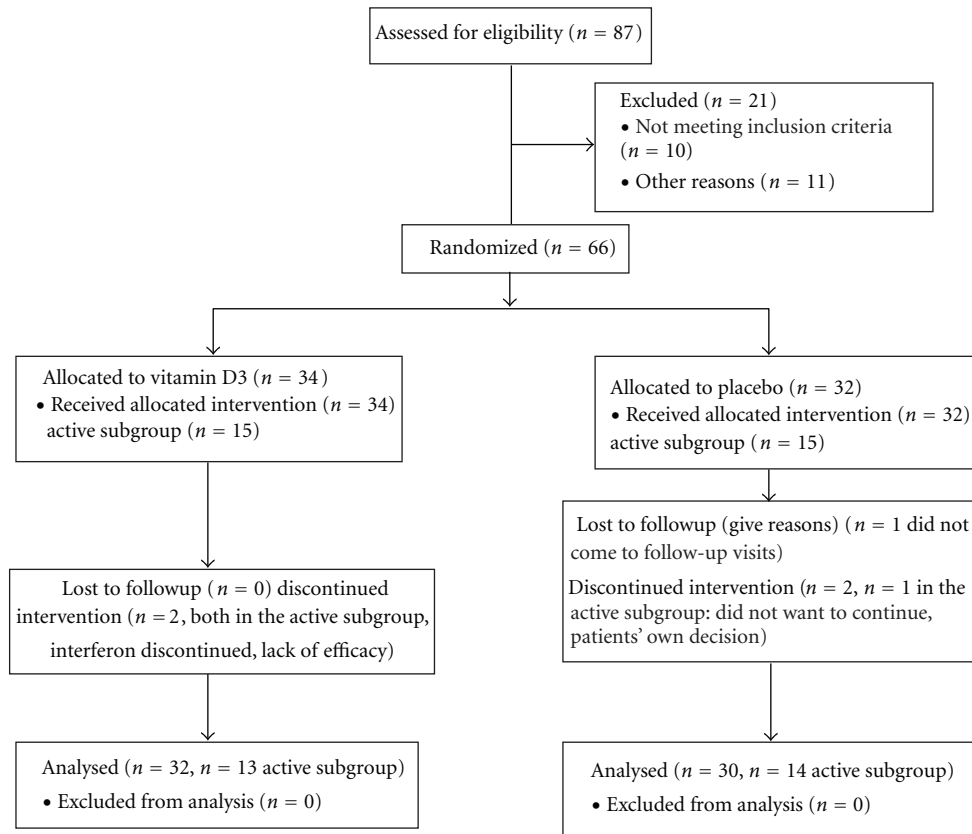 Assessed for eligibility (n = 87)
Excluded (n = 21)
• Not meeting inclusion criteria
(n = 10)
• Other reasons (n = 11)
Randomized (n = 66)
Allocated to vitamin D3 (n = 34)
• Received allocated intervention (n = 34)
active subgroup (n = 15)
Allocated to placebo (n = 32)
• Received allocated intervention (n = 32)
active subgroup (n = 15)
Lost to followup (n = 0) discontinued
intervention (n = 2, both in the active subgroup,
interferon discontinued, lack of efficacy)
Lost to followup (give reasons) (n = 1 did not
come to follow-up visits)
Discontinued intervention (n = 2, n = 1 in the
active subgroup: did not want to continue,
patients’ own decision)
Analysed (n = 32, n = 13 active subgroup)
• Excluded from analysis (n = 0)
Analysed (n = 30, n = 14 active subgroup)
• Excluded from analysis (n = 0)